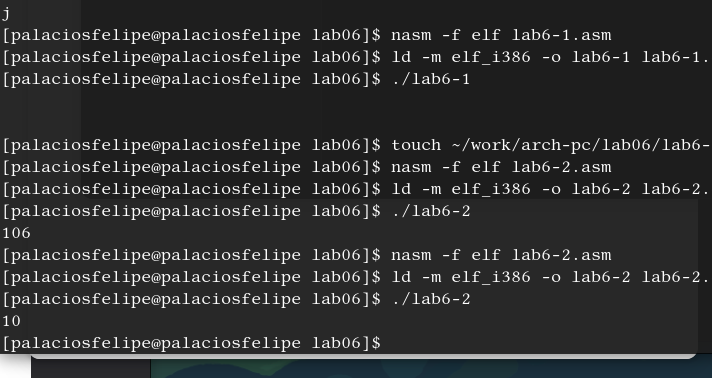 j
[palaciosfelipe@palaciosfelipe lab06]$ nasm -f elf lab6-1.asm
[palaciosfelipe@palaciosfelipe lab06]$ ld -m elf_i386 -o lab6-1 lab6-1.
[palaciosfelipe@palaciosfelipe lab06]$ ./lab6-1
[palaciosfelipe@palaciosfelipe lab06]$ touch ~/work/arch-pc/lab06/lab6-
[palaciosfelipe@palaciosfelipe lab06]$ nasm -f elf lab6-2.asm
[palaciosfelipe@palaciosfelipe lab06]$ ld -m elf_i386 -o lab6-2 lab6-2.
[palaciosfelipe@palaciosfelipe lab06]$ ./lab6-2
106
[palaciosfelipe@palaciosfelipe lab06]$ nasm -f elf lab6-2.asm
[palaciosfelipe@palaciosfelipe lab06]$ ld -m elf_i386 -o lab6-2 lab6-2.
[palaciosfelipe@palaciosfelipe lab06]$ ./lab6-2
10
[palaciosfelipe@palaciosfelipe lab06]$